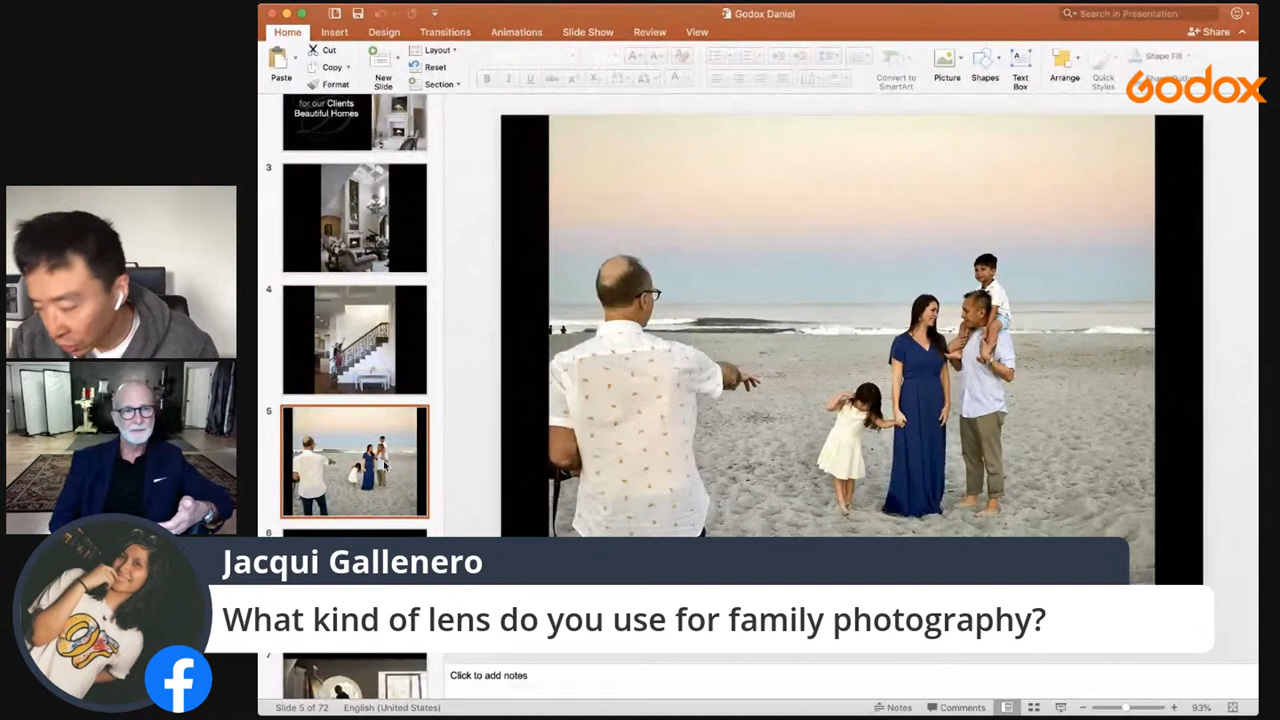 Godox Daniel
Search in Presentation
Home
Insert
Design
Transitions
Animations
Slide Show
Review
View
Share
Paste
Cut
Copy
Format
New
Slide
Layout
Reset
Section
B I U abc
Convert to
SmartArt
Picture
Shapes
Text
Box
Arrange
Quick
Styles
Shape Fill
Godox
for our Clients
Beautiful Homes
3
4
5
6
7
Jacqui Gallenero
What kind of lens do you use for family photography?
Click to add notes
Slide 5 of 72
English (United States)
Notes
Comments
93%